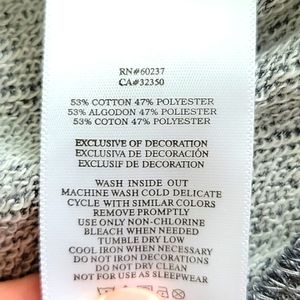 RN#60237
CA#32350
53% COTTON 47% POLYESTER
53% ALGODON 47% POLIESTER
53% COTON 47% POLYESTER
EXCLUSIVE OF DECORATION
EXCLUSIVA DE DECORACIÓN
EXCLUSIF DE DECORATION
WASH INSIDE OUT
MACHINE WASH COLD DELICATE
CYCLE WITH SIMILAR COLORS
REMOVE PROMPTLY
USE ONLY NON-CHLORINE
BLEACH WHEN NEEDED
TUMBLE DRY LOW
COOL IRON WHEN NECESSARY
DO NOT IRON DECORATIONS
DO NOT DRY CLEAN
NOT FOR USE AS SLEEPWEAR